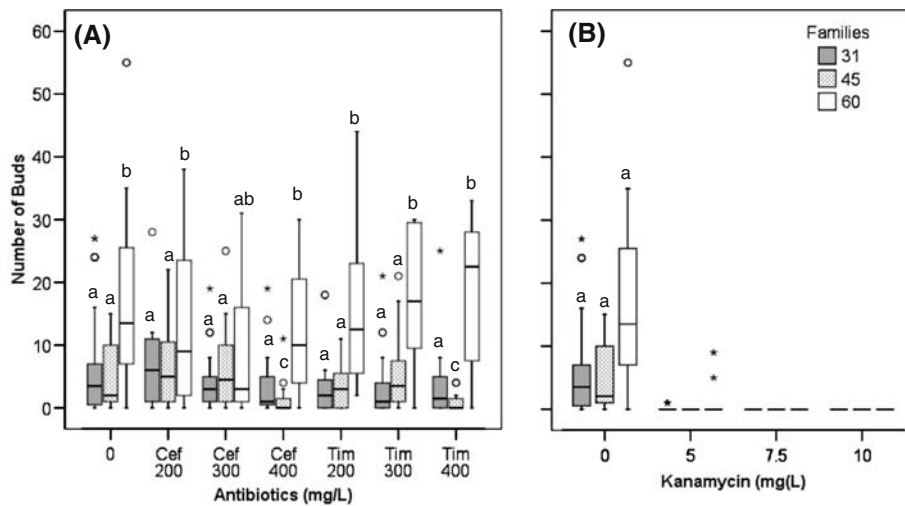 (A)
(B)
Families
31
45
60
Number of Buds
60
50
40
30
20
10
0
a a b
a a b
a a ab
a c b
a a b
a a b
a c b
a a a
0 Cef 200 Cef 300 Cef 400 Tim 200 Tim 300 Tim 400
Antibiotics (mg/L)
0 5 7.5 10
Kanamycin (mg(L)